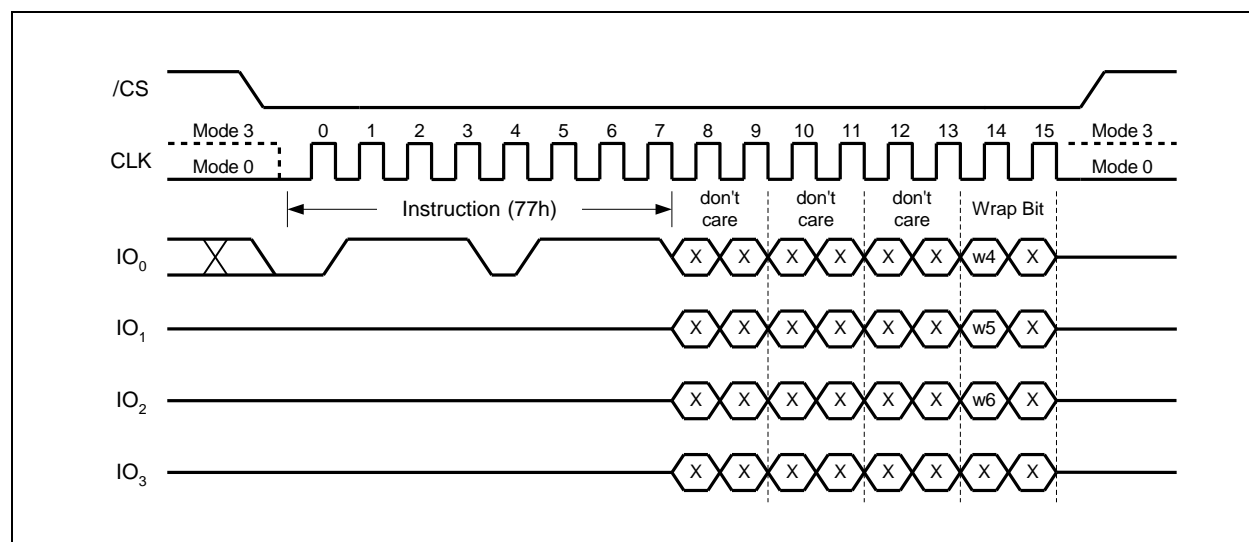 /CS
Mode 3 0 1 2 3 4 5 6 7 8 9 10 11 12 13 14 15 Mode 3
CLK
Mode 0 Mode 0
Instruction (77h) don't care don't care don't care Wrap Bit
IO0 X X X X X X w4 X
IO1 X X X X X X w5 X
IO2 X X X X X X w6 X
IO3 X X X X X X X X